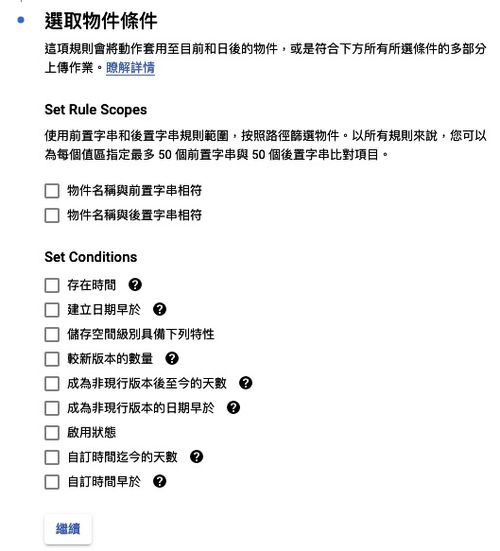 選取物件條件
這項規則會將動作套用至目前和日後的物件，或是符合下方所有所選條件的多部分
上傳作業。瞭解詳情
Set Rule Scopes
使用前置字串和後置字串規則範圍，按照路徑篩選物件。以所有規則來說，您可以
為每個值區指定最多 50 個前置字串與 50 個後置字串比對項目。
物件名稱與前置字串相符
物件名稱與後置字串相符
Set Conditions
存在時間
建立日期早於
儲存空間級別具備下列特性
較新版本的數量
成為非現行版本後至今的天數
成為非現行版本的日期早於
啟用狀態
自訂時間迄今的天數
自訂時間早於
繼續